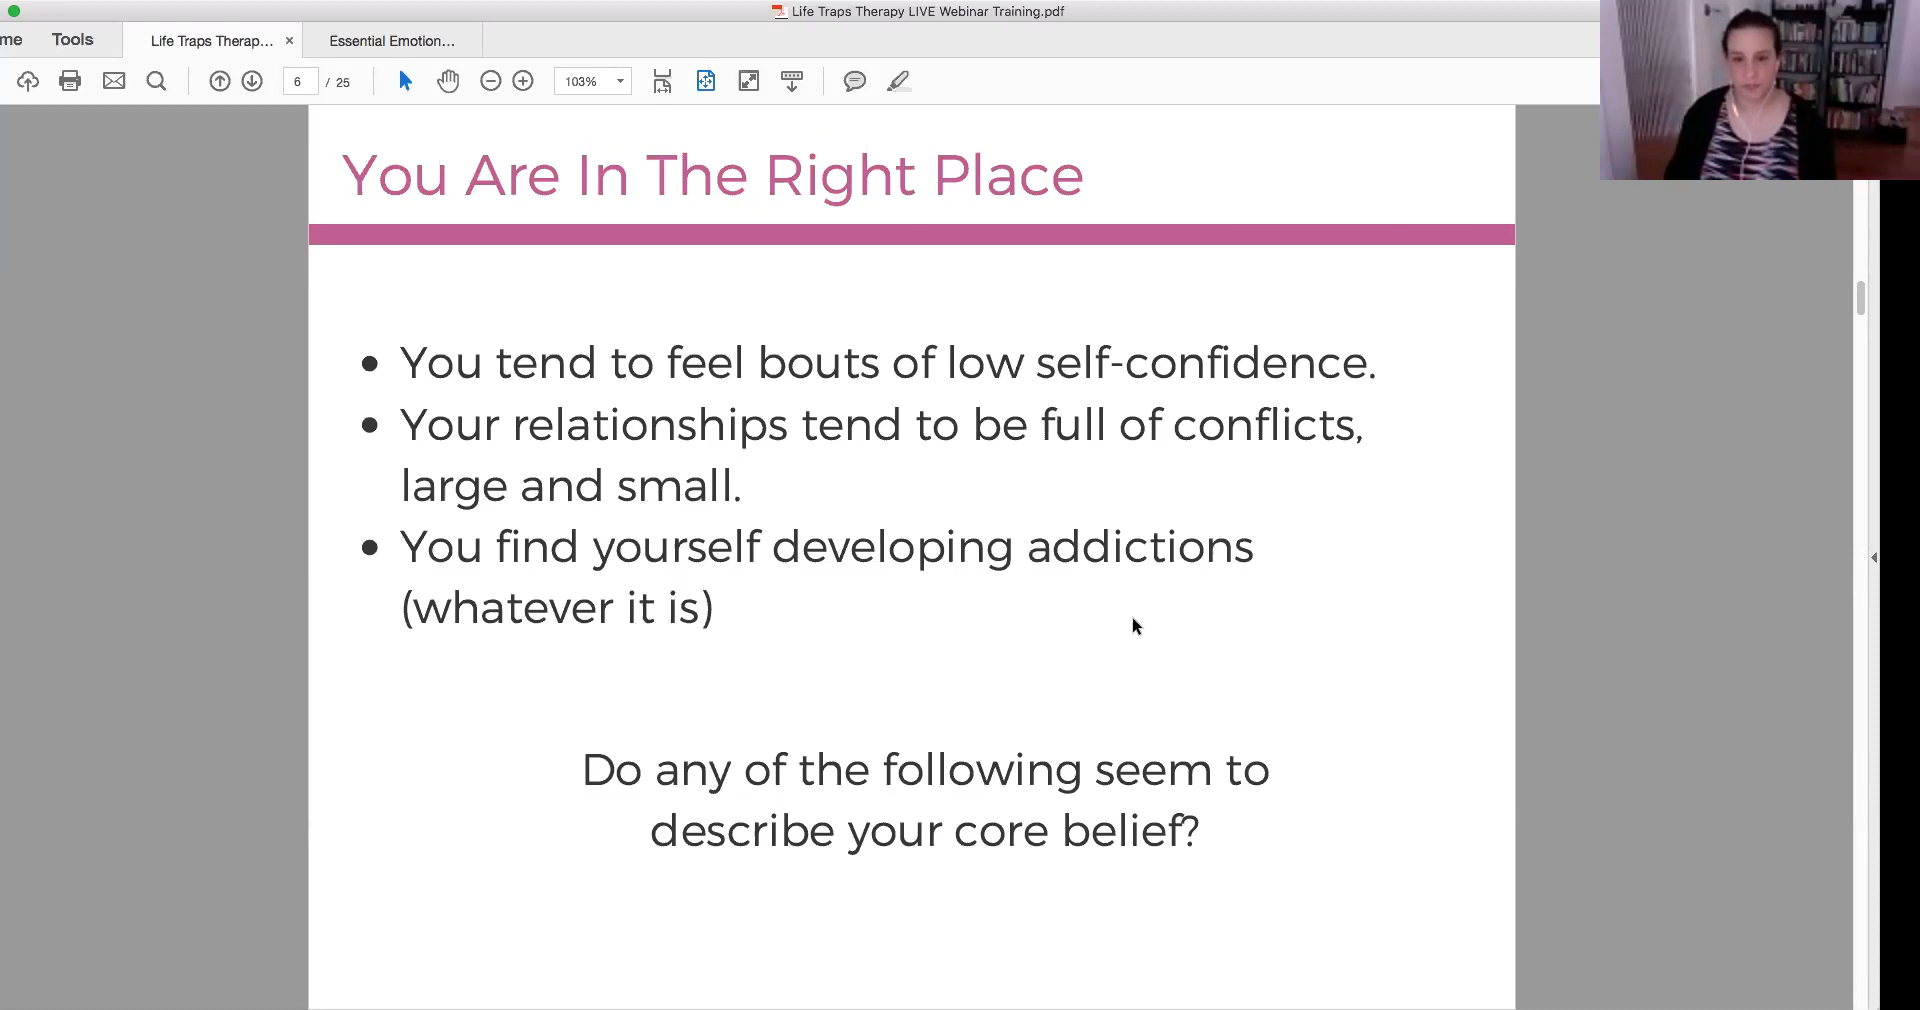 Life Traps Therapy LIVE Webinar Training.pdf
me Tools Life Traps Therap... × Essential Emotion...
6 / 25 103%
You Are In The Right Place
• You tend to feel bouts of low self-confidence.
• Your relationships tend to be full of conflicts,
large and small.
• You find yourself developing addictions
(whatever it is)
Do any of the following seem to
describe your core belief?